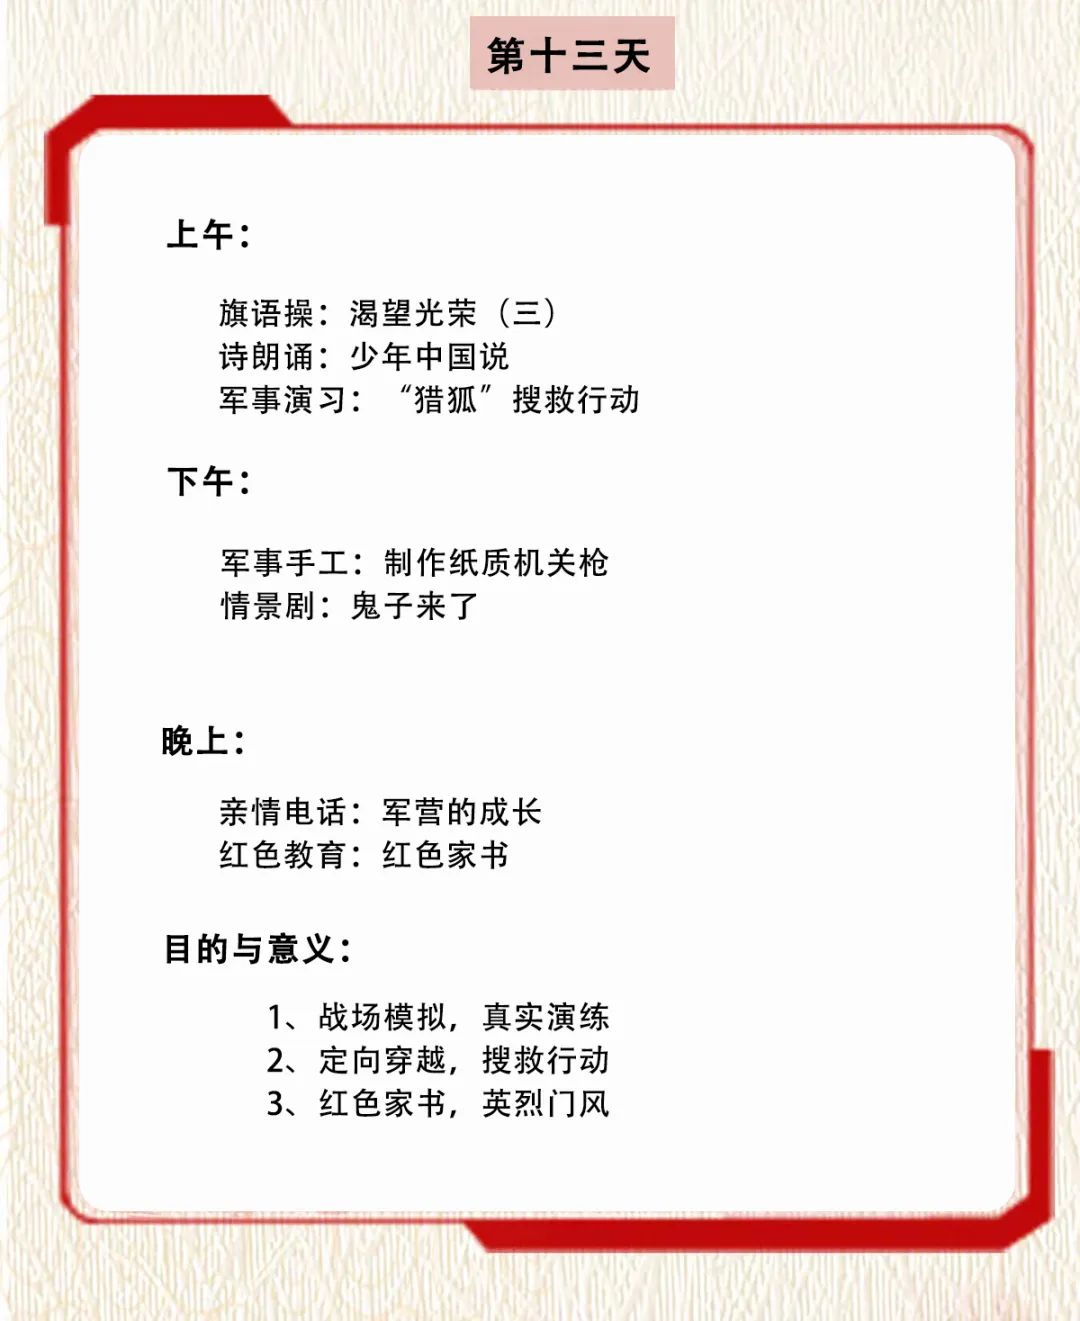 第十三天
上午：
旗语操：渴望光荣（三）
诗朗诵：少年中国说
军事演习：“猎狐”搜救行动
下午：
军事手工：制作纸质机关枪
情景剧：鬼子来了
晚上：
亲情电话：军营的成长
红色教育：红色家书
目的与意义：
1、战场模拟，真实演练
2、定向穿越，搜救行动
3、红色家书，英烈门风